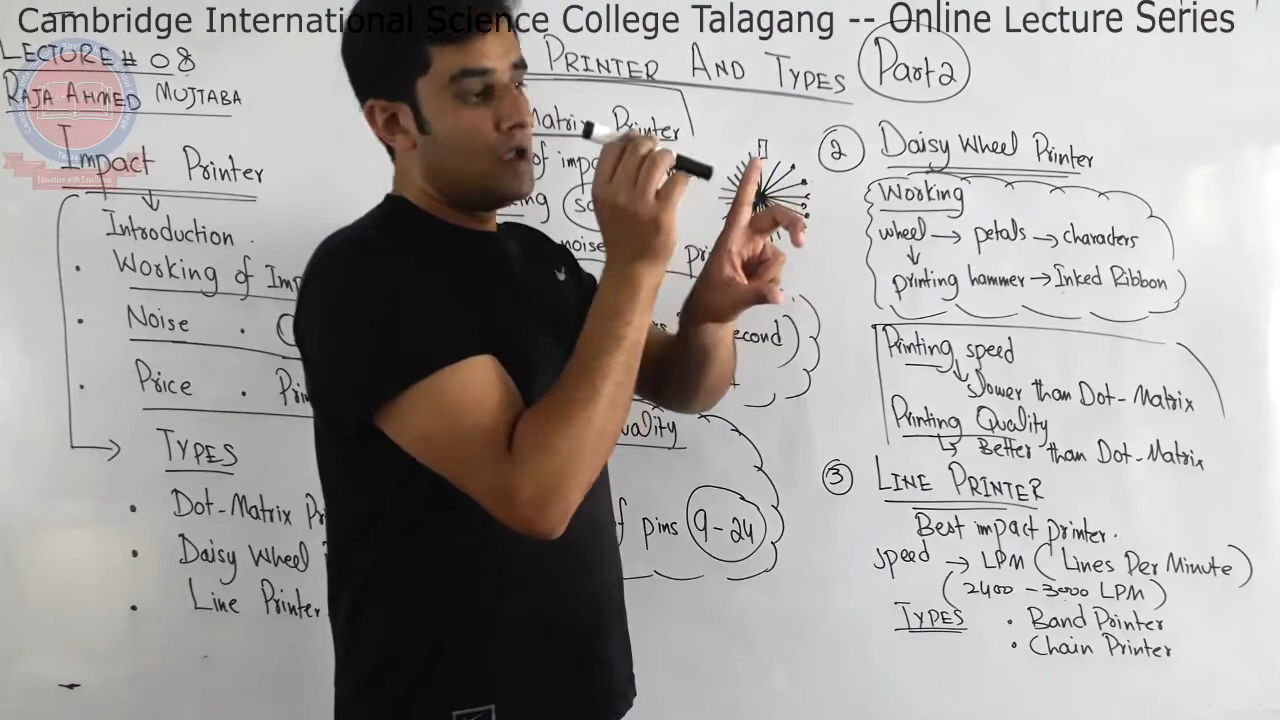 Cambridge International Science College Talagang -- Online Lecture Series
LECTURE # 08
RAJA AHMED MUJTABA
PRINTER AND TYPES Part 2
Impact Printer
Introduction.
• Working of Imp
• Noise •
• Price •
TYPES
• Dot-Matrix
• Daisy Wheel
• Line Printer
Matrix Printer
of
noise
econd)
uality
pins 9-24
② Daisy Wheel Printer
Working
wheel → petals → characters
↓
printing hammer → Inked Ribbon
Printing speed
↳ slower than Dot-Matrix
Printing Quality
↳ Better than Dot-Matrix
③ LINE PRINTER
Best impact printer.
speed → LPM (Lines Per Minute)
(2400 - 3000 LPM)
TYPES • Band Printer
• Chain Printer
Education with Excellence